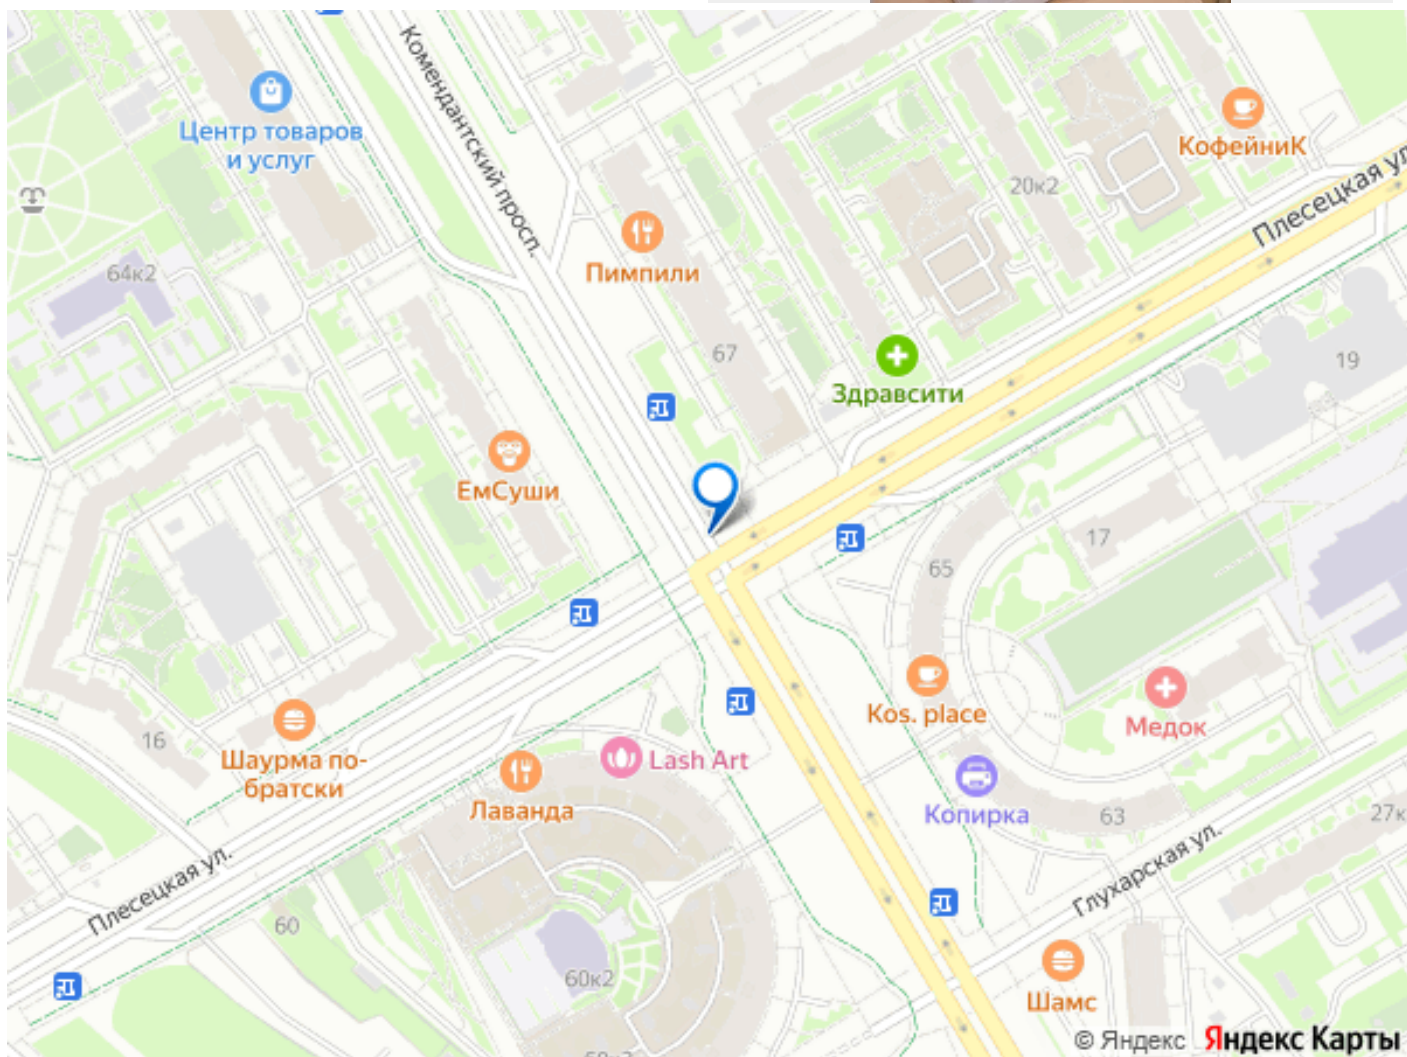 Комендантский просп.
Центр товаров
и услуг
КофейниК
20к2
Плесецкая ул
64к2
Пимпили
67
Здравсити
19
ЕмСуши
17
65
Kos. place
Медок
16
Шаурма по-
братски
Lash Art
Лаванда
Копирка
63
27к
Плесецкая ул.
Глухарская ул.
60
60к2
Шамс
© Яндекс Яндекс Карты